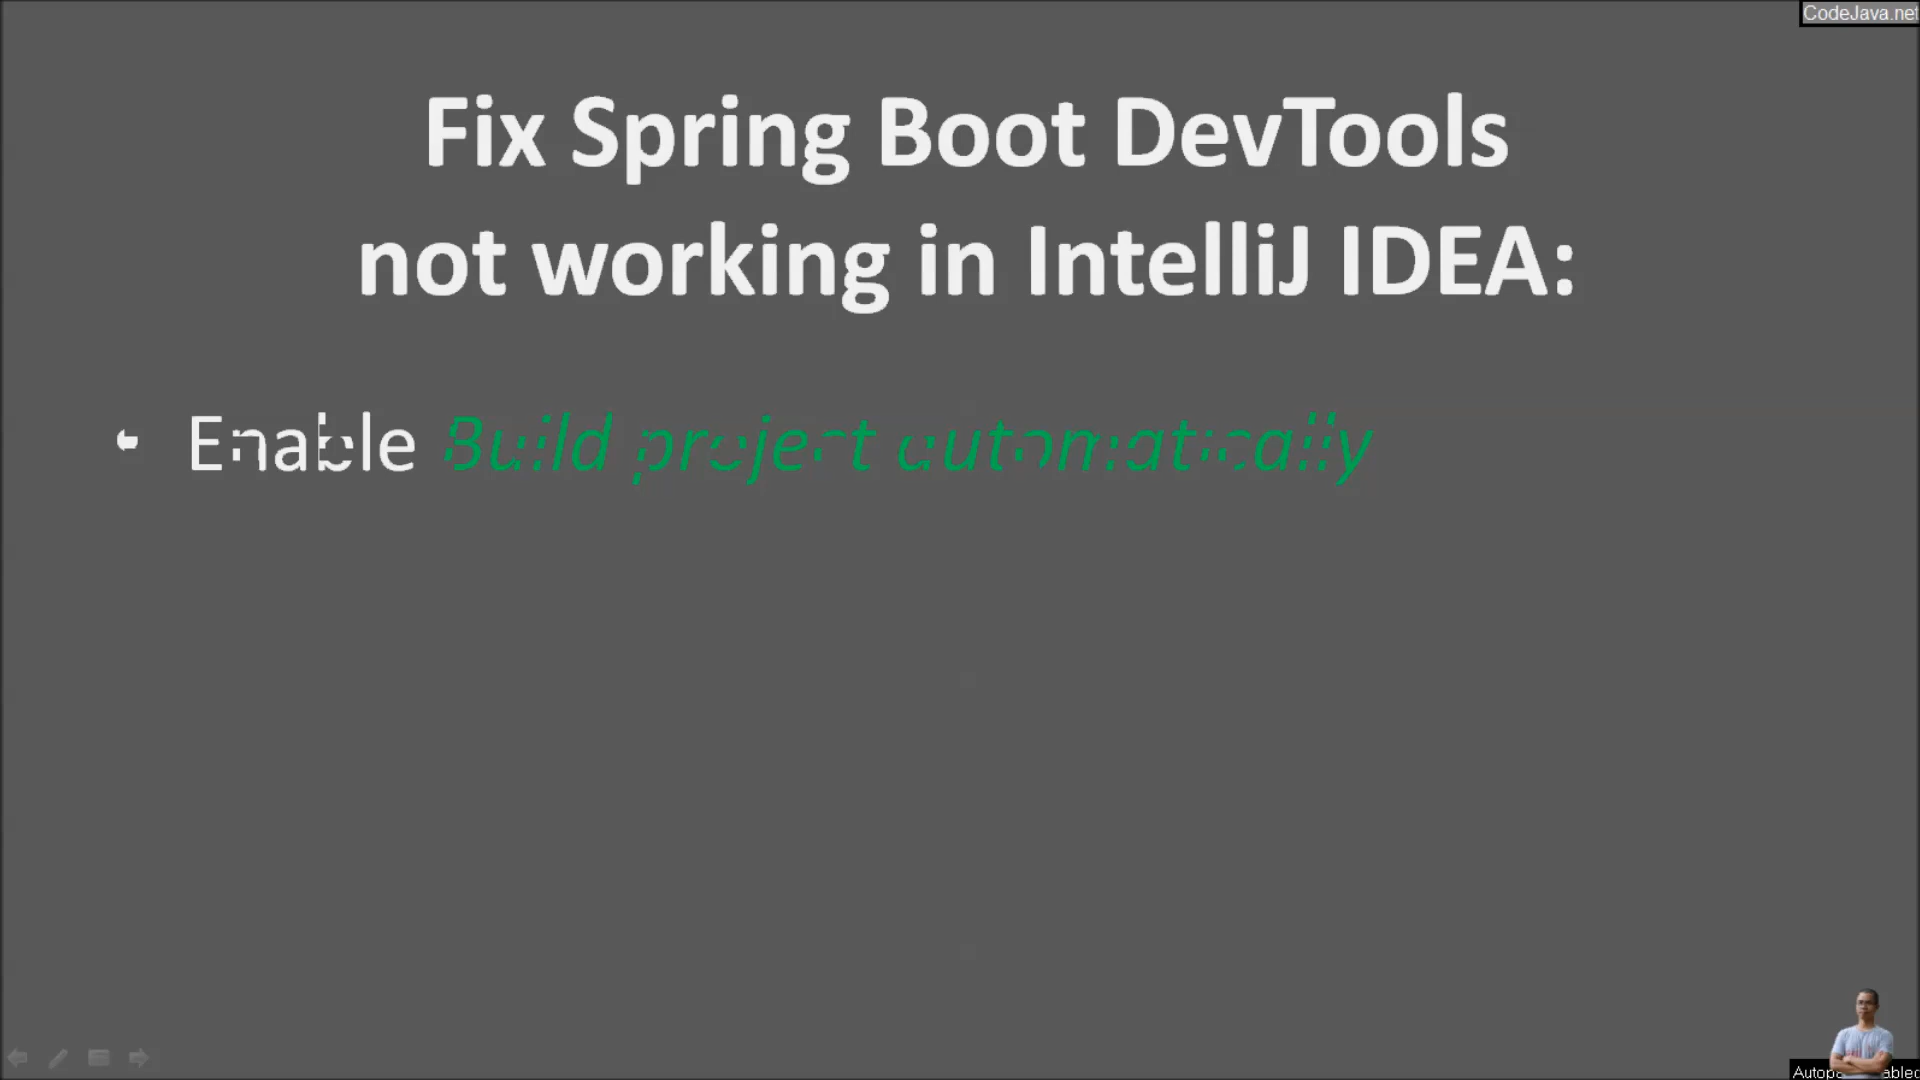 CodeJava.net
Fix Spring Boot DevTools
not working in IntelliJ IDEA:
• Enable Build project automatically